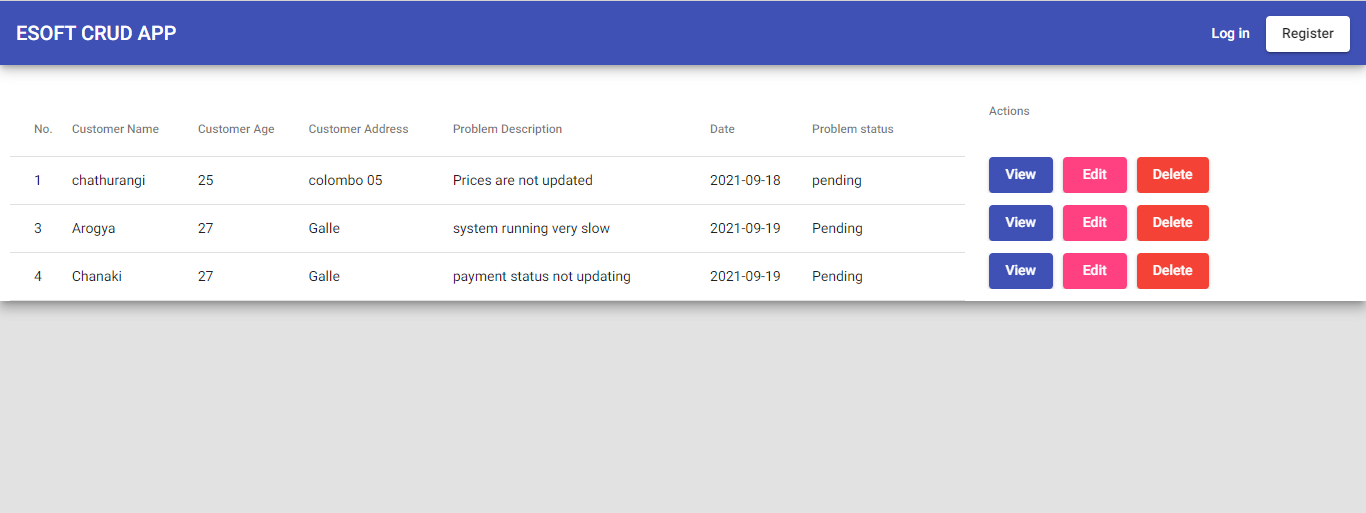 ESOFT CRUD APP Log in Register
Actions
No. Customer Name Customer Age Customer Address Problem Description Date Problem status
1 chathurangi 25 colombo 05 Prices are not updated 2021-09-18 pending View Edit Delete
3 Arogya 27 Galle system running very slow 2021-09-19 Pending View Edit Delete
4 Chanaki 27 Galle payment status not updating 2021-09-19 Pending View Edit Delete